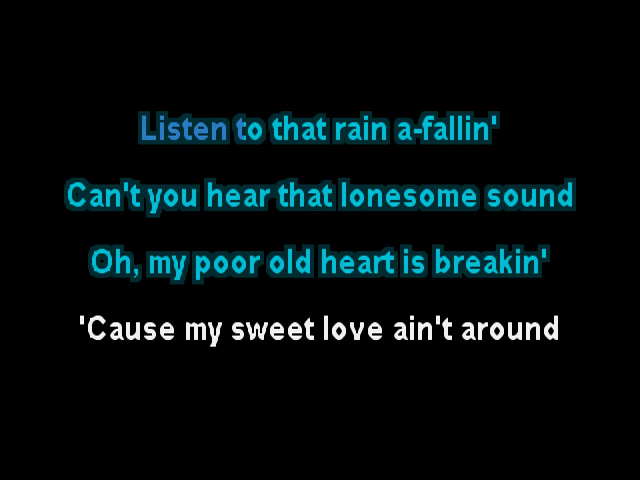 Listen to that rain a-fallin'
Can't you hear that lonesome sound
Oh, my poor old heart is breakin'
'Cause my sweet love ain't around